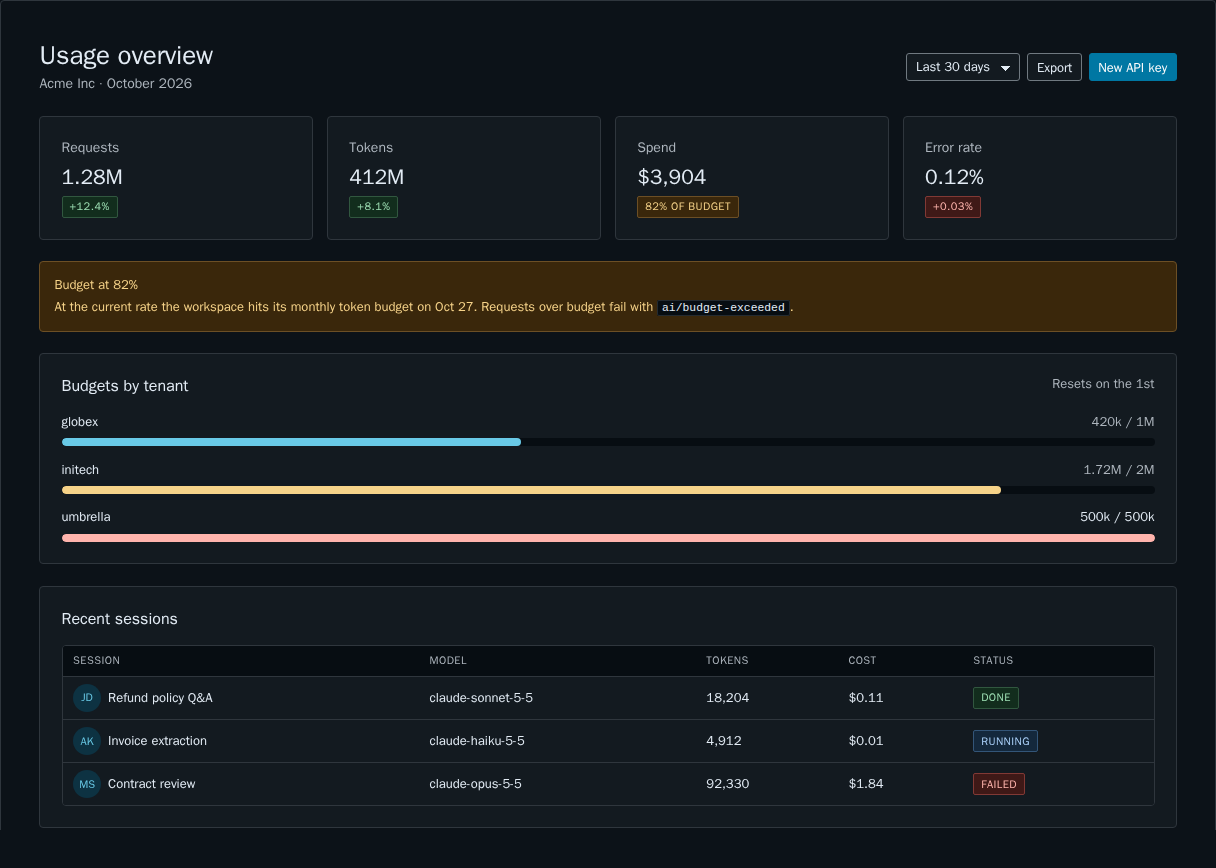 Usage overview
Acme Inc · October 2026
Last 30 days
Export
New API key
Requests
1.28M
+12.4%
Tokens
412M
+8.1%
Spend
$3,904
82% OF BUDGET
Error rate
0.12%
+0.03%
Budget at 82%
At the current rate the workspace hits its monthly token budget on Oct 27. Requests over budget fail with ai/budget-exceeded.
Budgets by tenant
Resets on the 1st
globex 420k / 1M
initech 1.72M / 2M
umbrella 500k / 500k
Recent sessions
SESSION MODEL TOKENS COST STATUS
JD Refund policy Q&A claude-sonnet-5-5 18,204 $0.11 DONE
AK Invoice extraction claude-haiku-5-5 4,912 $0.01 RUNNING
MS Contract review claude-opus-5-5 92,330 $1.84 FAILED